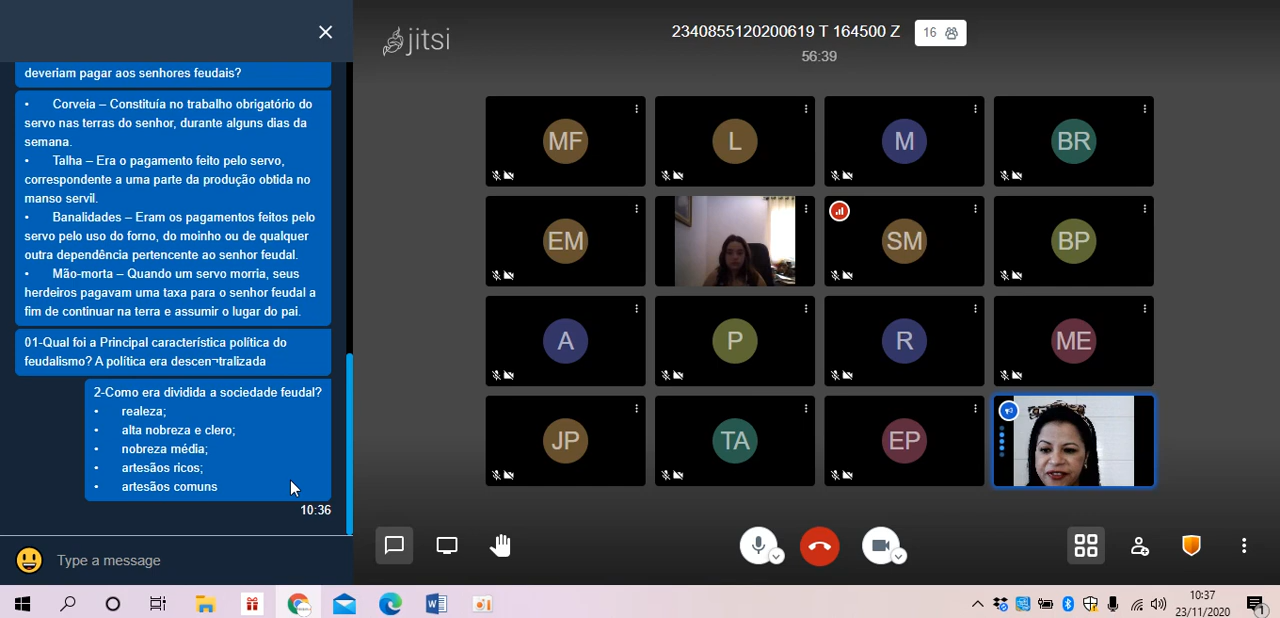 deveriam pagar aos senhores feudais?
• Corveia – Constituía no trabalho obrigatório do
servo nas terras do senhor, durante alguns dias da
semana.
• Talha – Era o pagamento feito pelo servo,
correspondente a uma parte da produção obtida no
manso servil.
• Banalidades – Eram os pagamentos feitos pelo
servo pelo uso do forno, do moinho ou de qualquer
outra dependência pertencente ao senhor feudal.
• Mão-morta – Quando um servo morria, seus
herdeiros pagavam uma taxa para o senhor feudal a
fim de continuar na terra e assumir o lugar do pai.
01-Qual foi a Principal característica política do
feudalismo? A política era descen¬tralizada
2-Como era dividida a sociedade feudal?
• realeza;
• alta nobreza e clero;
• nobreza média;
• artesãos ricos;
• artesãos comuns
10:36
Type a message
jitsi
2340855120200619 T 164500 Z
16
56:39
MF
L
M
BR
EM
SM
BP
A
P
R
ME
JP
TA
EP
10:37
23/11/2020
1